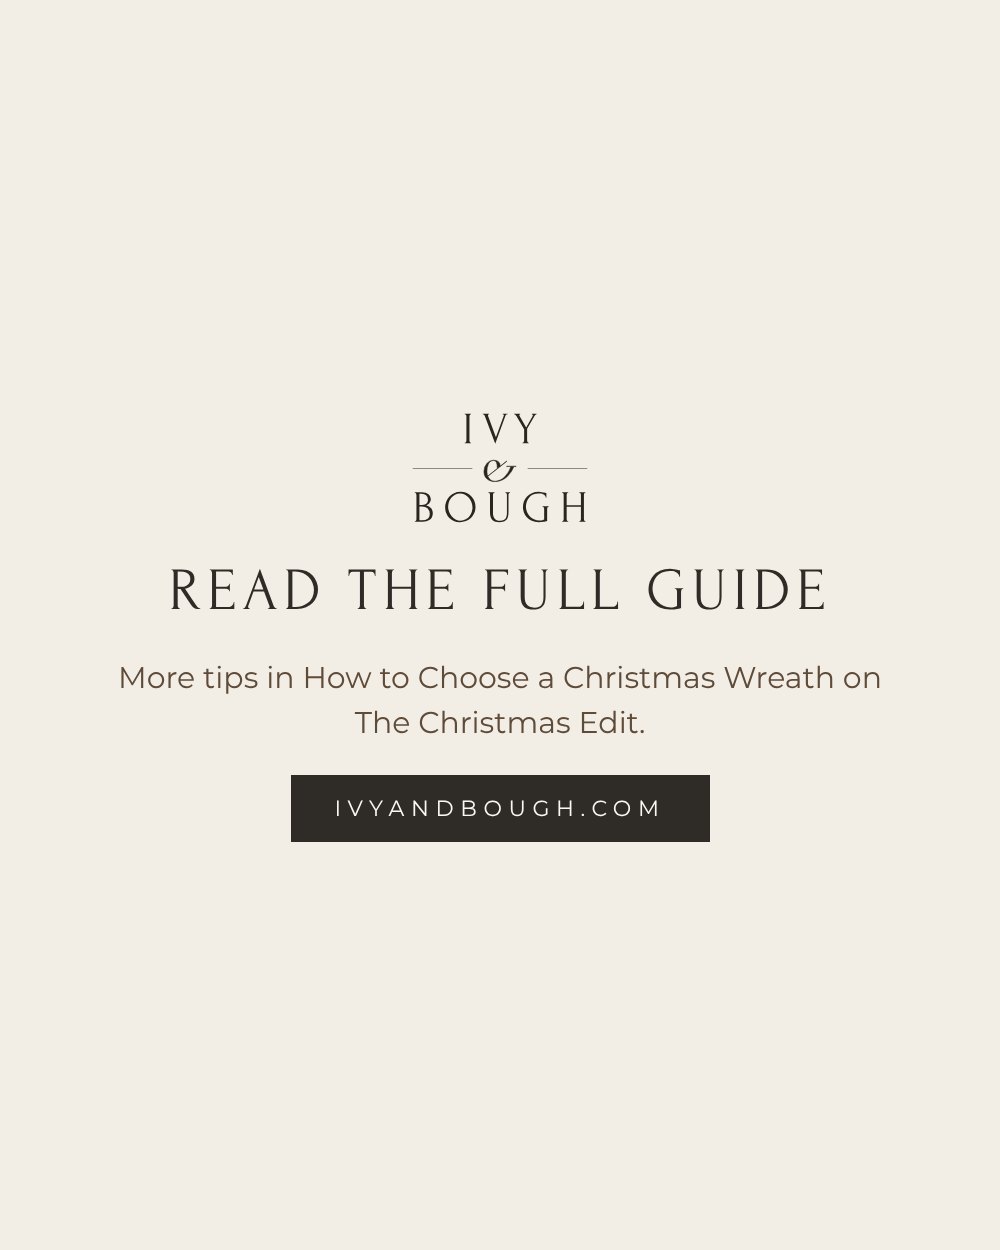 IVY
&
BOUGH
READ THE FULL GUIDE
More tips in How to Choose a Christmas Wreath on
The Christmas Edit.
IVYANDBOUGH.COM